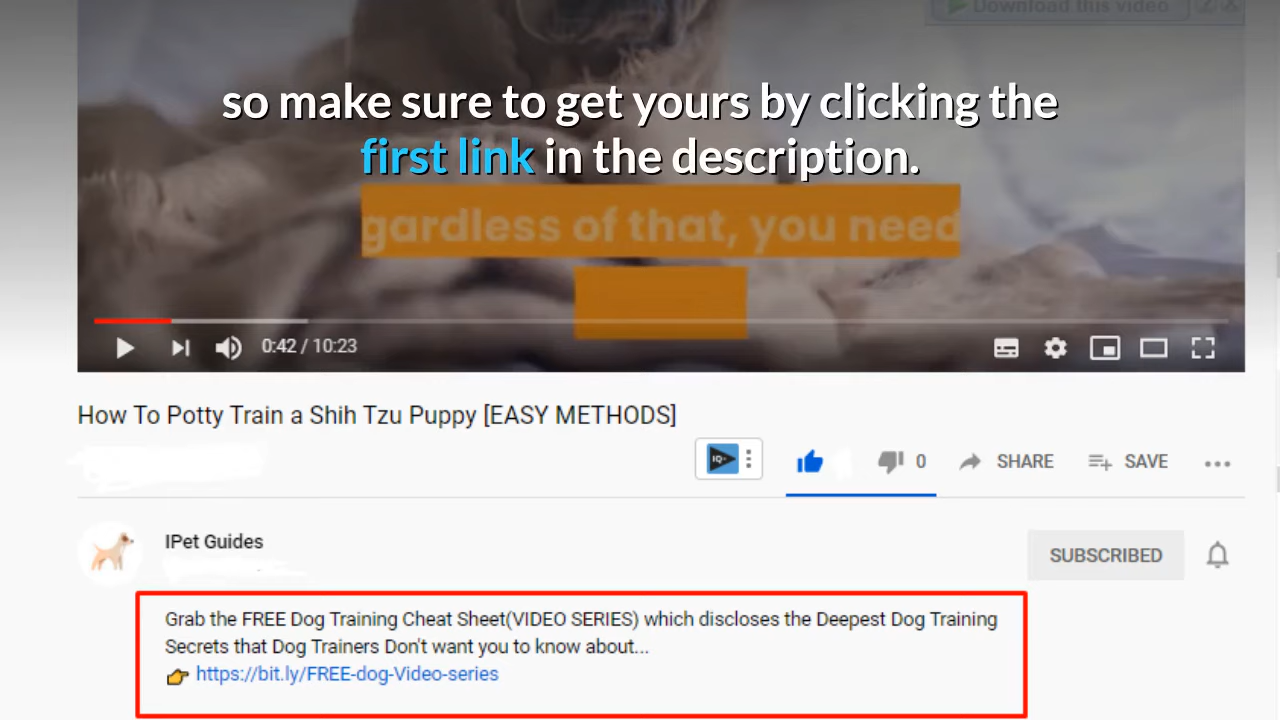 Download this video
so make sure to get yours by clicking the
first link in the description.
gardless of that, you need
0:42 / 10:23
How To Potty Train a Shih Tzu Puppy [EASY METHODS]
IQ
0
SHARE
SAVE
IPet Guides
SUBSCRIBED
Grab the FREE Dog Training Cheat Sheet(VIDEO SERIES) which discloses the Deepest Dog Training
Secrets that Dog Trainers Don't want you to know about...
https://bit.ly/FREE-dog-Video-series